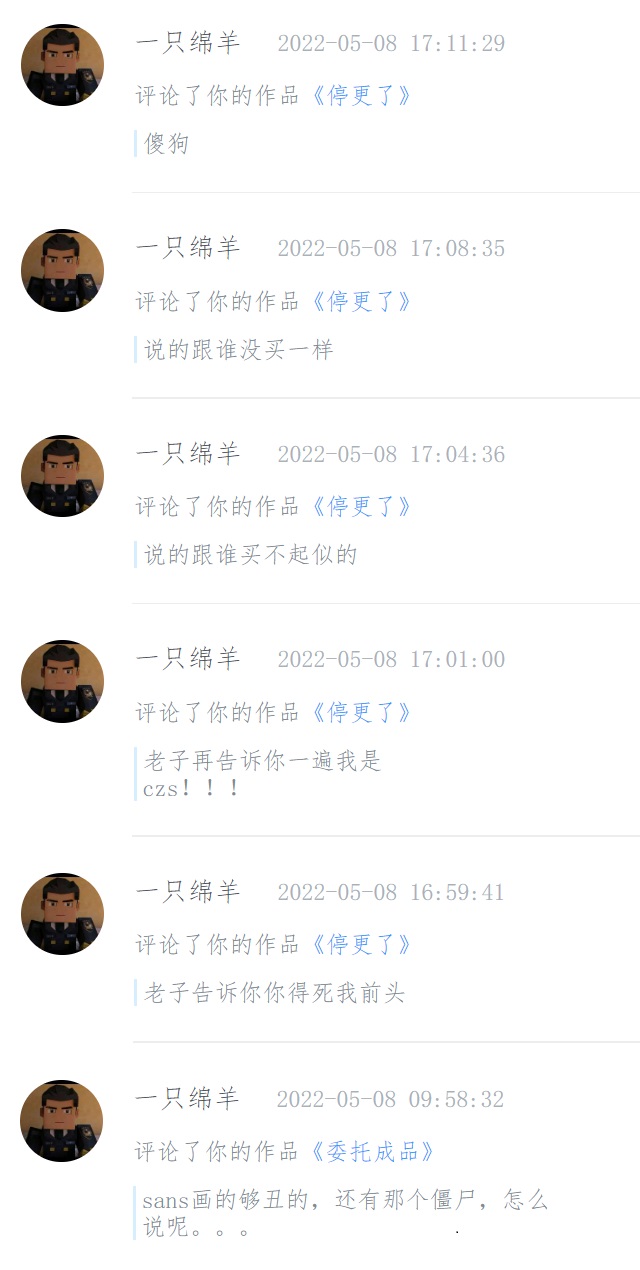 一只绵羊 2022-05-08 17:11:29
评论了你的作品《停更了》
傻狗
一只绵羊 2022-05-08 17:08:35
评论了你的作品《停更了》
说的跟谁没买一样
一只绵羊 2022-05-08 17:04:36
评论了你的作品《停更了》
说的跟谁买不起似的
一只绵羊 2022-05-08 17:01:00
评论了你的作品《停更了》
老子再告诉你一遍我是
czs！！！
一只绵羊 2022-05-08 16:59:41
评论了你的作品《停更了》
老子告诉你你得死我前头
一只绵羊 2022-05-08 09:58:32
评论了你的作品《委托成品》
sans画的够丑的，还有那个僵尸，怎么
说呢。。。